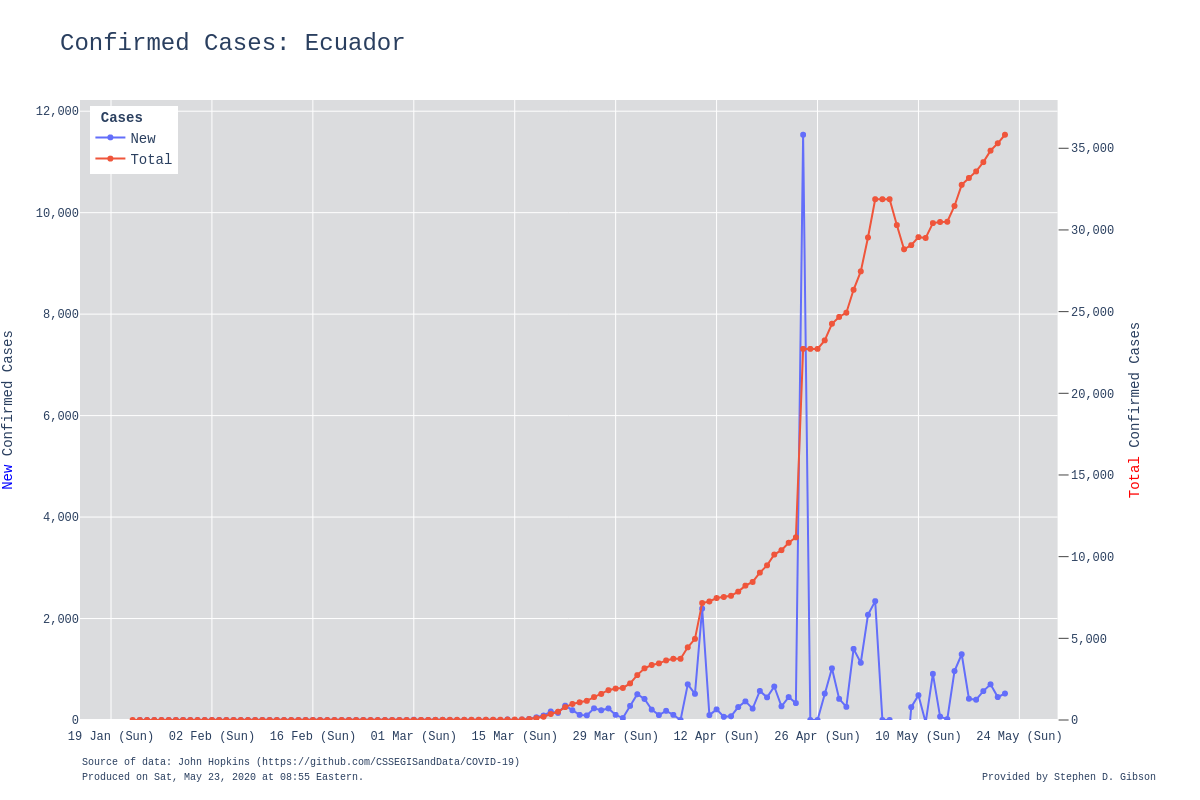 Confirmed Cases: Ecuador
Cases
New
Total
12,000
10,000
8,000
6,000
4,000
2,000
0
New Confirmed Cases
35,000
30,000
25,000
20,000
15,000
10,000
5,000
0
Total Confirmed Cases
19 Jan (Sun) 02 Feb (Sun) 16 Feb (Sun) 01 Mar (Sun) 15 Mar (Sun) 29 Mar (Sun) 12 Apr (Sun) 26 Apr (Sun) 10 May (Sun) 24 May (Sun)
Source of data: John Hopkins (https://github.com/CSSEGISandData/COVID-19)
Produced on Sat, May 23, 2020 at 08:55 Eastern.
Provided by Stephen D. Gibson